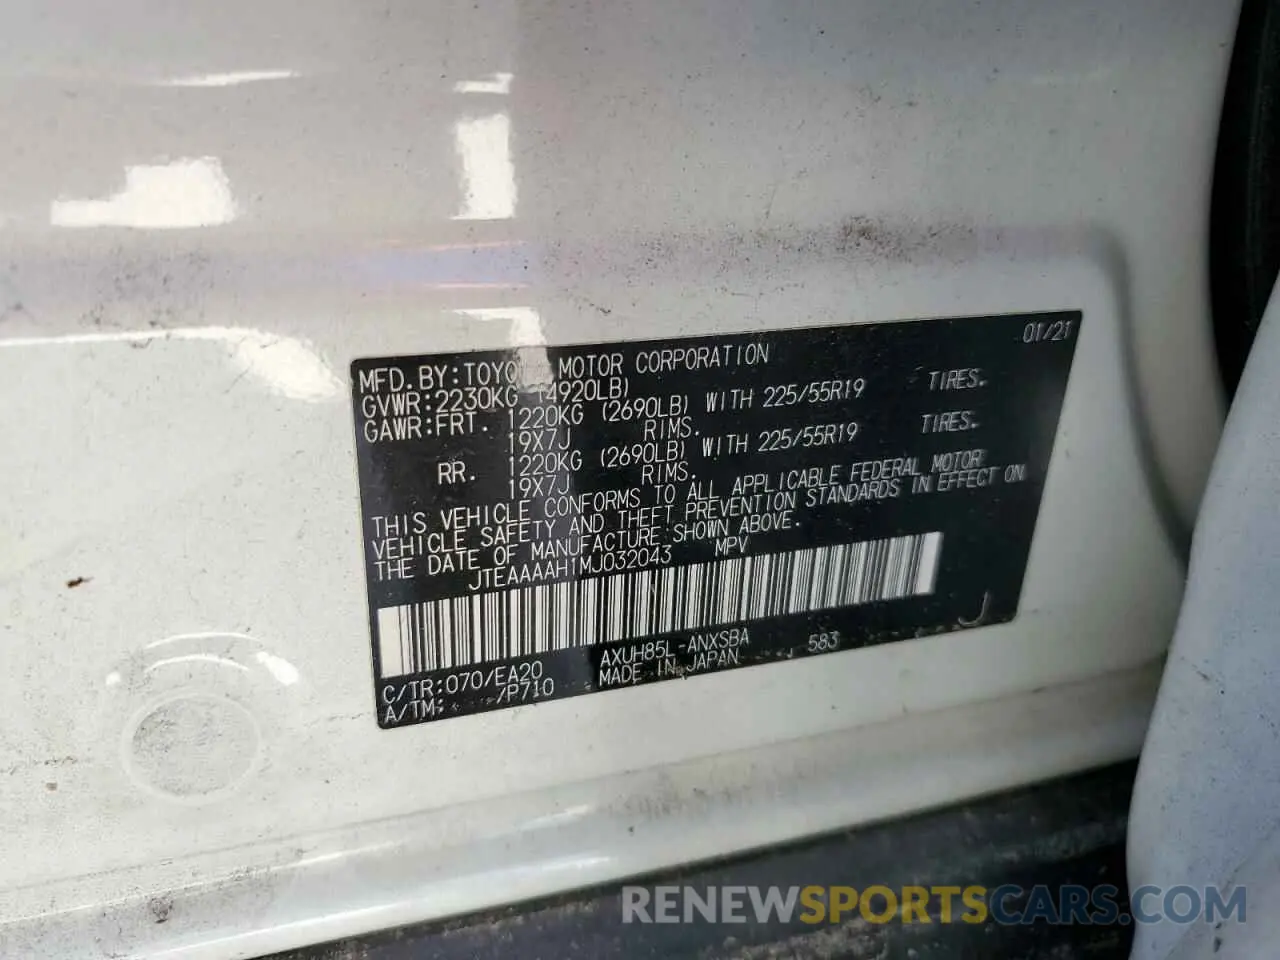 01/21
MFD. BY: TOYOTA MOTOR CORPORATION
GVWR: 2230KG (4920LB)
GAWR: FRT. 1220KG (2690LB) WITH 225/55R19 TIRES.
19X7J RIMS.
RR. 1220KG (2690LB) WITH 225/55R19 TIRES.
19X7J RIMS.
THIS VEHICLE CONFORMS TO ALL APPLICABLE FEDERAL MOTOR
VEHICLE SAFETY AND THEFT PREVENTION STANDARDS IN EFFECT ON
THE DATE OF MANUFACTURE SHOWN ABOVE.
JTEAAAAH1MJ032043 MPV
J
C/TR: 070/EA20 AXUH85L-ANXSBA 583
A/TM: /P710 MADE IN JAPAN
RENEWSPORTSCARS.COM